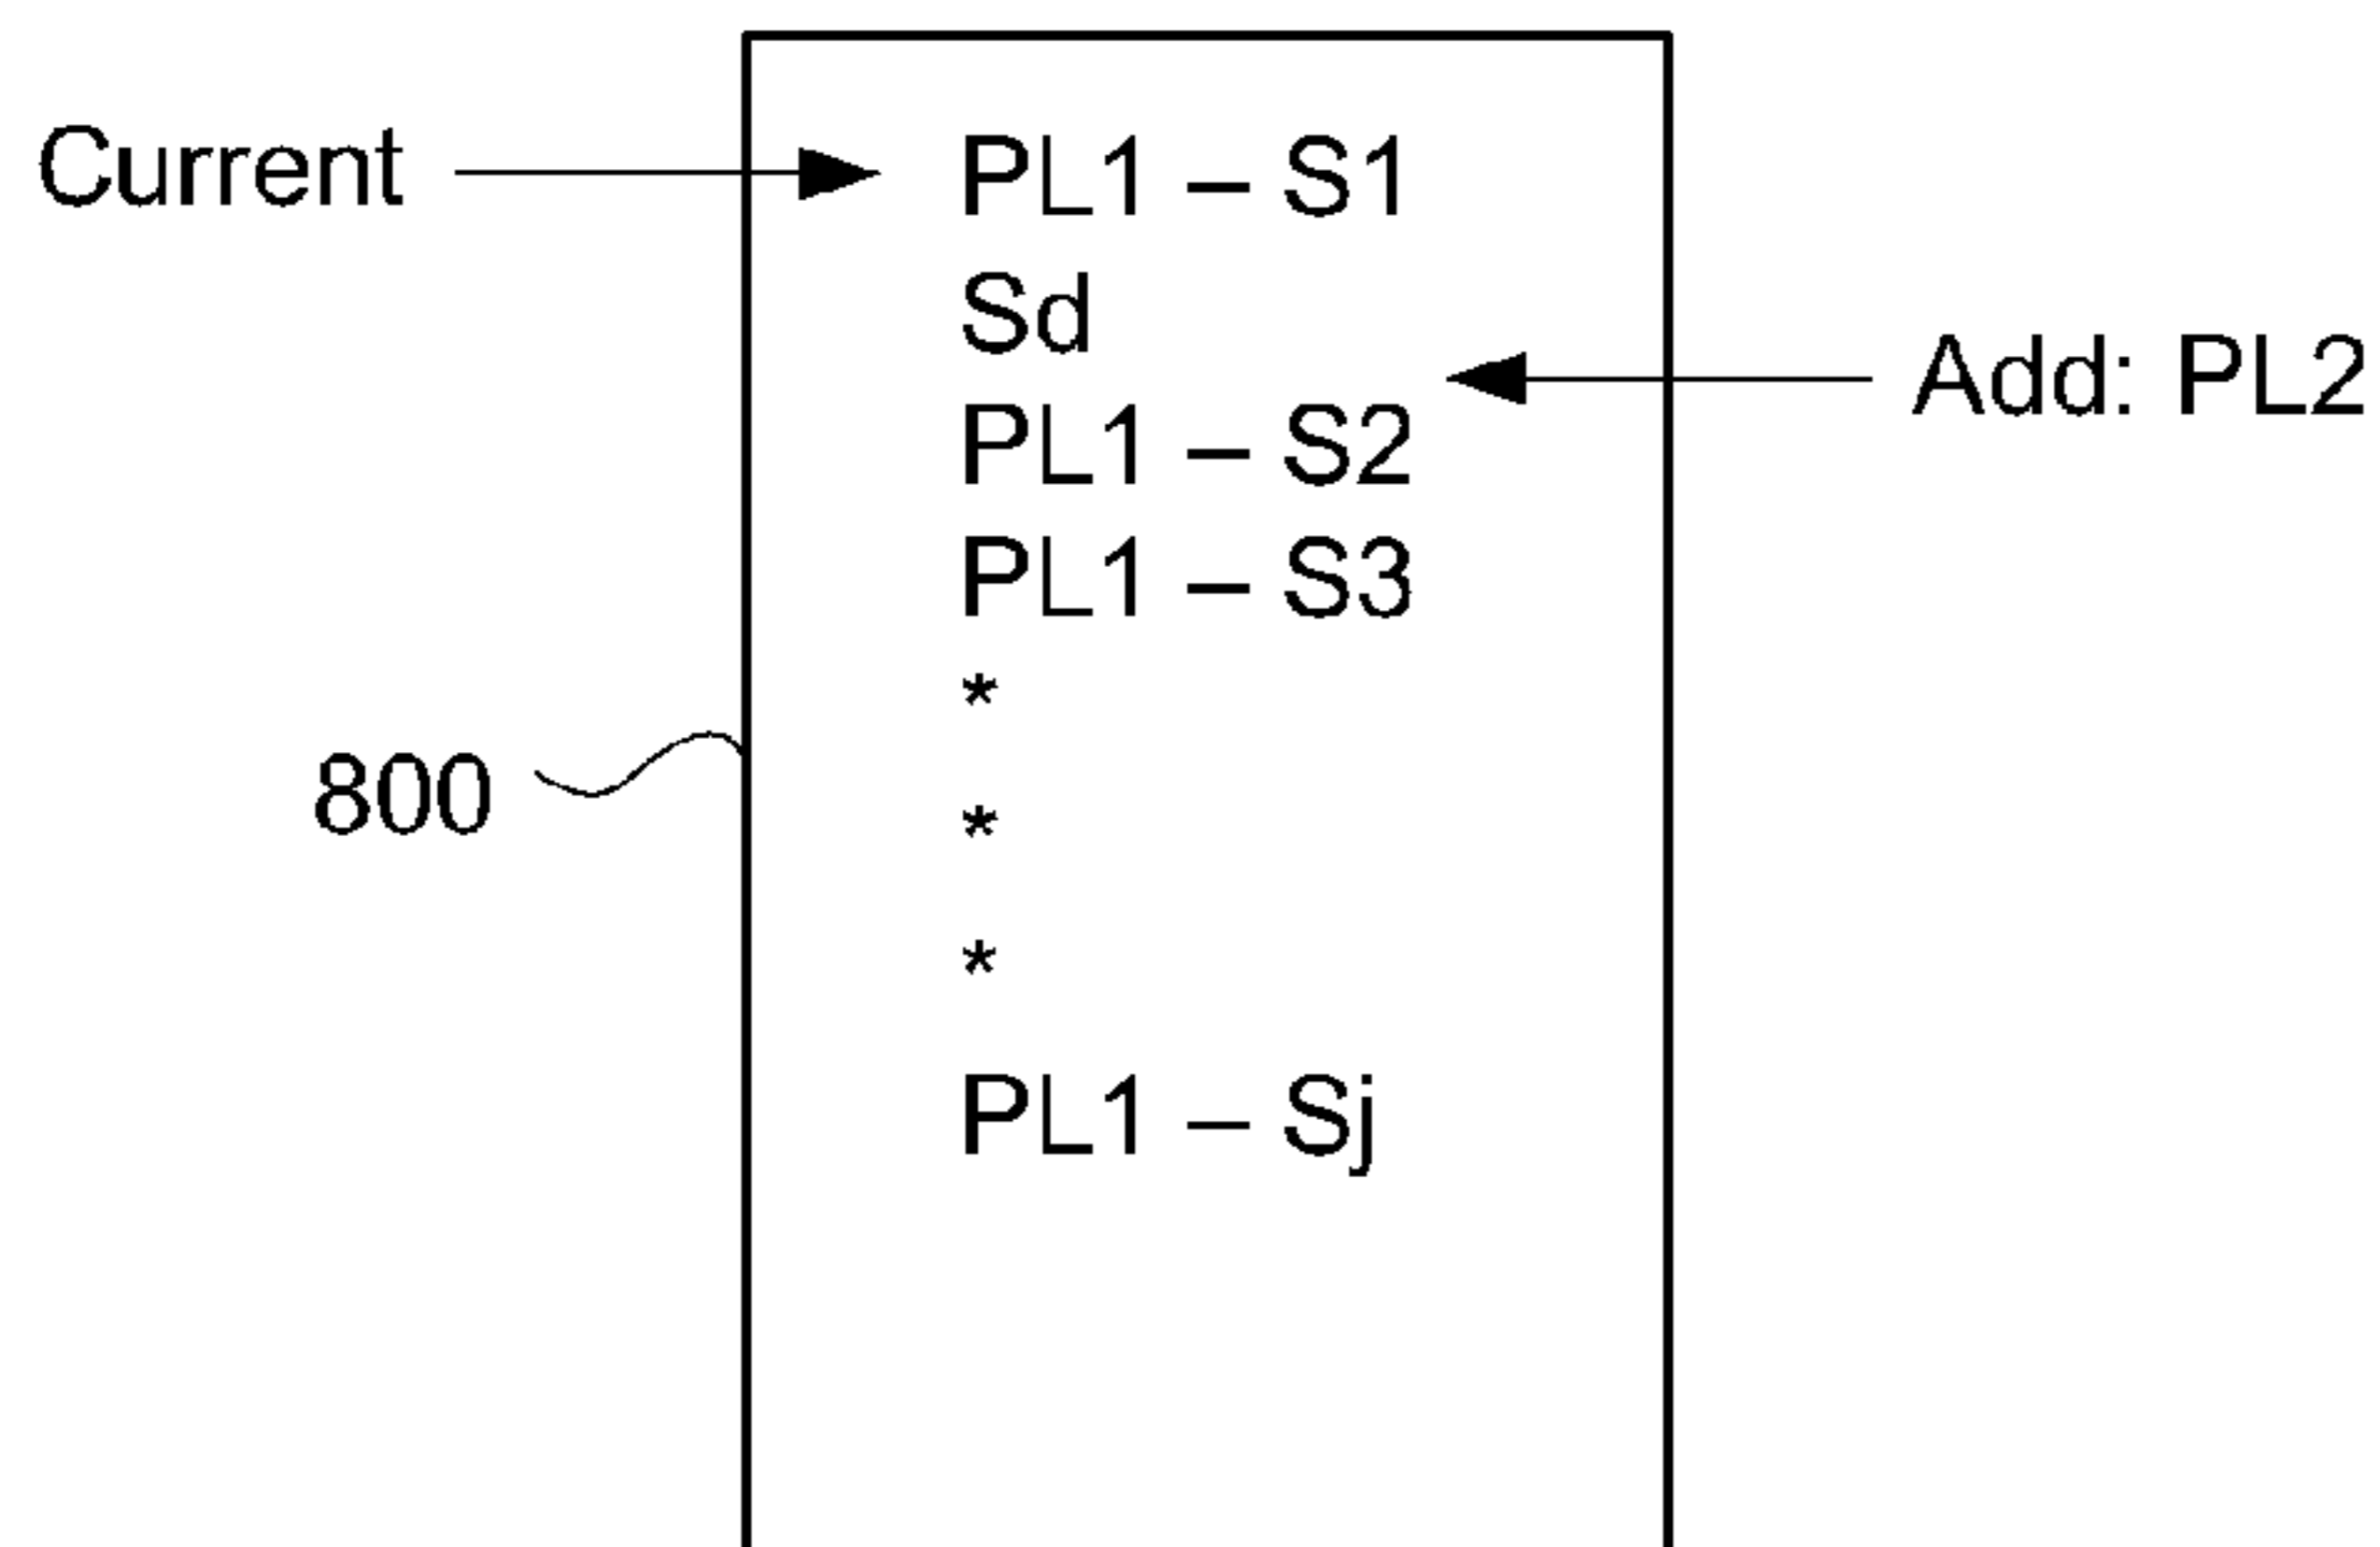 Current
PL1 – S1
Sd
Add: PL2
PL1 – S2
PL1 – S3
*
*
*
800
PL1 – Sj